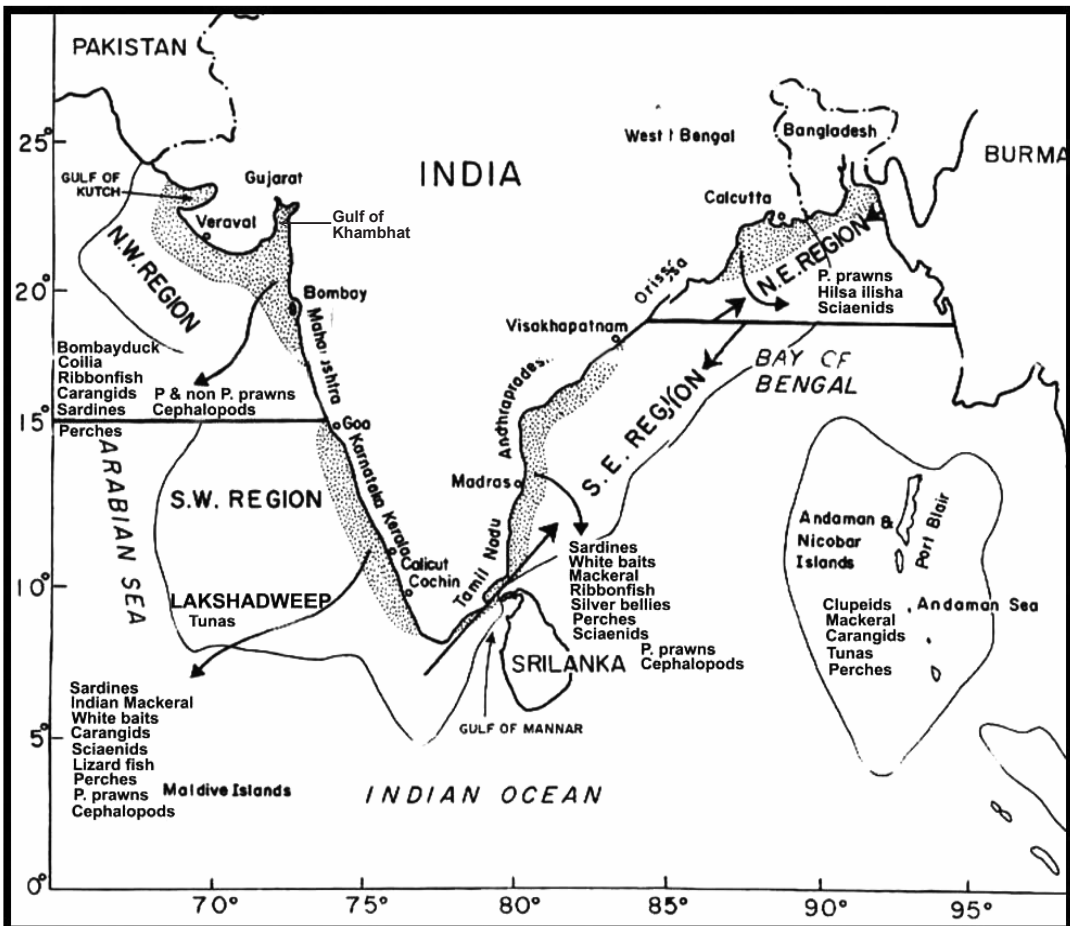 PAKISTAN
25°
West Bengal
Bangladesh
BURMA
INDIA
GULF OF
KUTCH
Gujarat
Calcutta
Veraval
Gulf of
Khambhat
N.W. REGION
N.E. REGION
20°
Bombay
Orissa
P. prawns
Hilsa ilisha
Sciaenids
Visakhapatnam
Maharashtra
BAY OF
BENGAL
Bombayduck
Coilia
Ribbonfish
Carangids
Sardines
P & non P. prawns
Cephalopods
15°
Perches
Goa
Andhrapradesh
S. E. REGION
ARABIAN SEA
S.W. REGION
Karnataka
Kerala
Madras
Tamil Nadu
Calicut
Cochin
Andaman &
Nicobar
Islands
Port Blair
Sardines
White baits
Mackeral
Ribbonfish
Silver bellies
Perches
Sciaenids
P. prawns
Cephalopods
10°
LAKSHADWEEP
Tunas
Clupeids
Mackeral
Carangids
Tunas
Perches
Andaman Sea
SRILANKA
Sardines
Indian Mackeral
White baits
Carangids
Sciaenids
Lizard fish
Perches
P. prawns
Cephalopods
GULF OF MANNAR
5°
Maldive Islands
INDIAN OCEAN
0°
70°
75°
80°
85°
90°
95°